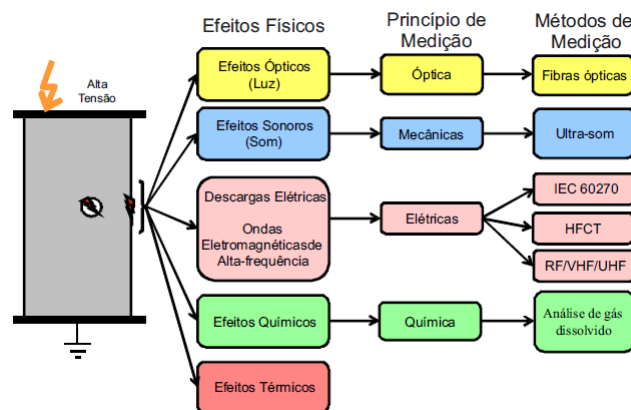 Efeitos Físicos
Princípio de
Medição
Métodos de
Medição
Alta
Tensão
Efeitos Ópticos
(Luz)
Óptica
Fibras ópticas
Efeitos Sonoros
(Som)
Mecânicas
Ultra-som
Descargas Elétricas
Ondas
Eletromagnéticasde
Alta-frequência
Elétricas
IEC 60270
HFCT
RF/VHF/UHF
Efeitos Químicos
Química
Análise de gás
dissolvido
Efeitos Térmicos